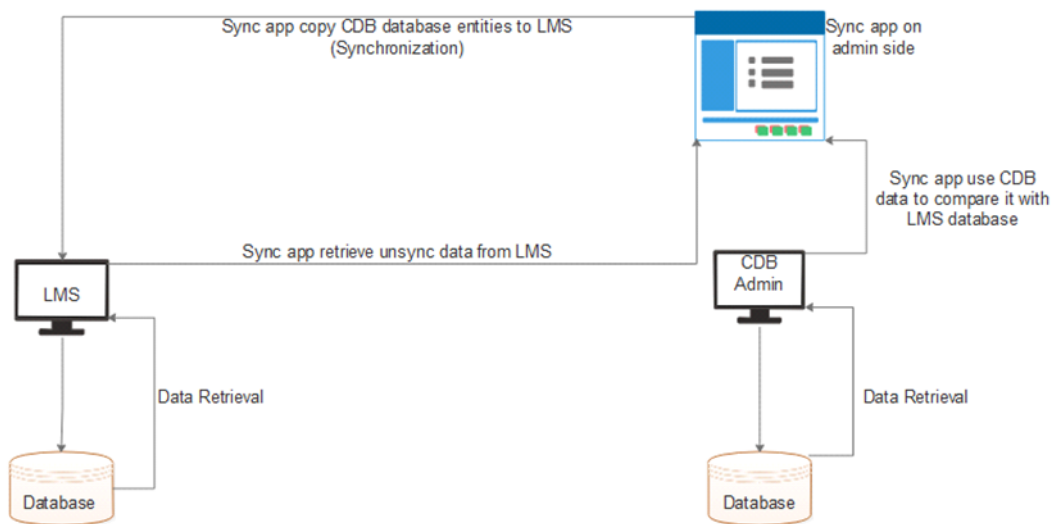 Sync app copy CDB database entities to LMS
(Synchronization)
Sync app on
admin side
Sync app use CDB
data to compare it with
LMS database
Sync app retrieve unsync data from LMS
LMS
CDB
Admin
Data Retrieval
Data Retrieval
Database
Database